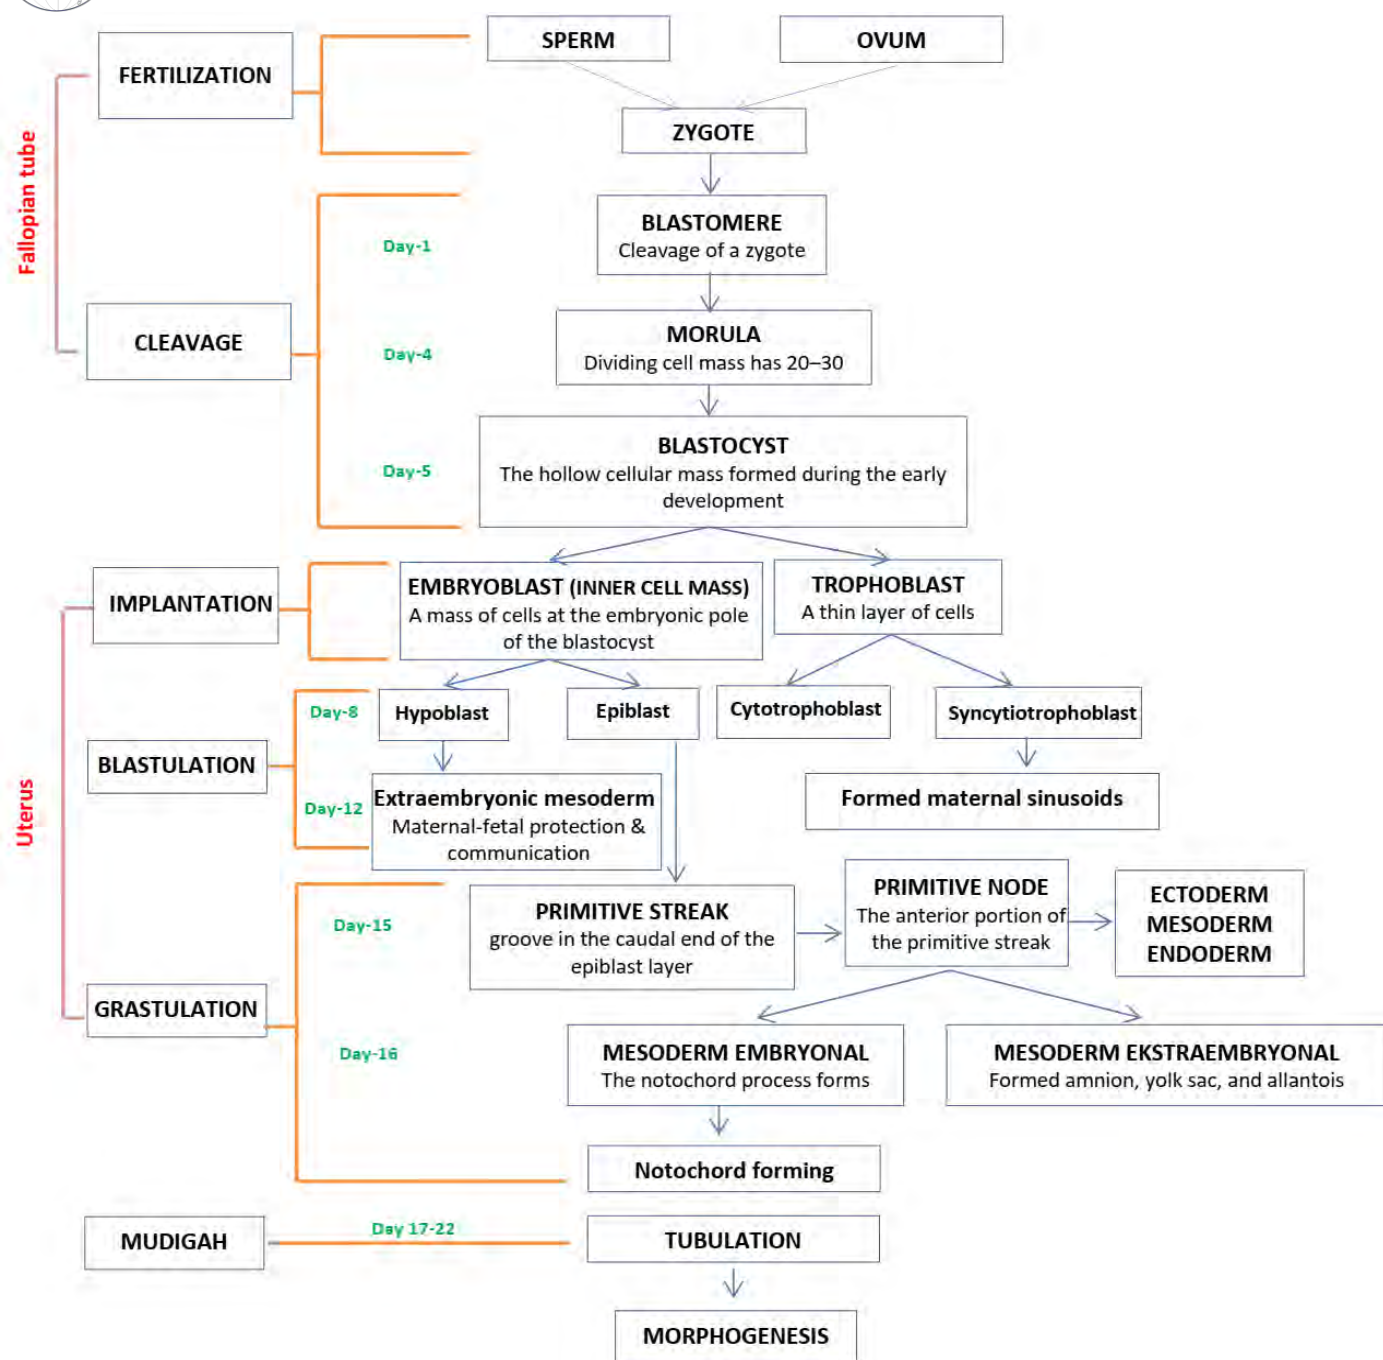 SPERM
OVUM
FERTILIZATION
ZYGOTE
Fallopian tube
BLASTOMERE
Cleavage of a zygote
Day-1
CLEAVAGE
MORULA
Dividing cell mass has 20–30
Day-4
BLASTOCYST
The hollow cellular mass formed during the early
development
Day-5
IMPLANTATION
EMBRYOBLAST (INNER CELL MASS)
A mass of cells at the embryonic pole
of the blastocyst
TROPHOBLAST
A thin layer of cells
Day-8
Hypoblast
Epiblast
Cytotrophoblast
Syncytiotrophoblast
BLASTULATION
Uterus
Day-12
Extraembryonic mesoderm
Maternal-fetal protection &
communication
Formed maternal sinusoids
Day-15
PRIMITIVE STREAK
groove in the caudal end of the
epiblast layer
PRIMITIVE NODE
The anterior portion of
the primitive streak
ECTODERM
MESODERM
ENDODERM
GRASTULATION
Day-16
MESODERM EMBRYONAL
The notochord process forms
MESODERM EKSTRAEMBRYONAL
Formed amnion, yolk sac, and allantois
Notochord forming
MUDIGAH
Day 17-22
TUBULATION
MORPHOGENESIS